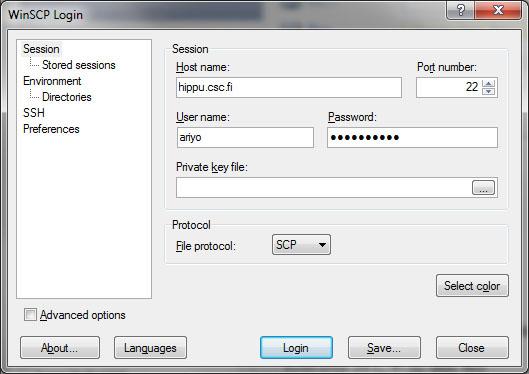 WinSCP Login
Session
Stored sessions
Environment
Directories
SSH
Preferences
Session
Host name:
Port number:
hippu.csc.fi
22
User name:
Password:
ariyo
●●●●●●●●●●
Private key file:
...
Protocol
File protocol:
SCP
Select color
Advanced options
About...
Languages
Login
Save...
Close